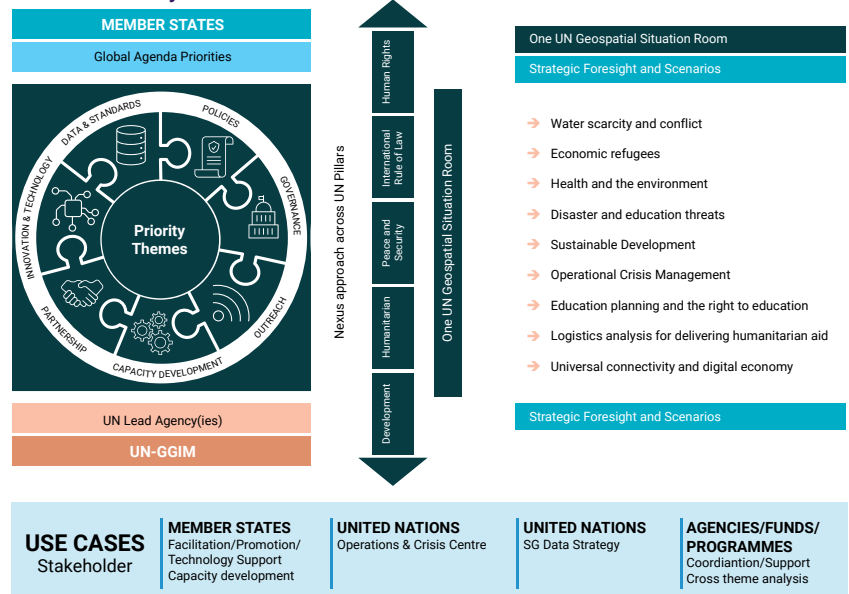 MEMBER STATES
Global Agenda Priorities
DATA & STANDARDS
POLICIES
GOVERNANCE
OUTREACH
CAPACITY DEVELOPMENT
PARTNERSHIP
INNOVATION & TECHNOLOGY
Priority
Themes
UN Lead Agency(ies)
UN-GGIM
Nexus approach across UN Pillars
Human Rights
International
Rule of Law
Peace and
Security
Humanitarian
Development
One UN Geospatial Situation Room
One UN Geospatial Situation Room
Strategic Foresight and Scenarios
Water scarcity and conflict
Economic refugees
Health and the environment
Disaster and education threats
Sustainable Development
Operational Crisis Management
Education planning and the right to education
Logistics analysis for delivering humanitarian aid
Universal connectivity and digital economy
Strategic Foresight and Scenarios
USE CASES
Stakeholder
MEMBER STATES
Facilitation/Promotion/
Technology Support
Capacity development
UNITED NATIONS
Operations & Crisis Centre
UNITED NATIONS
SG Data Strategy
AGENCIES/FUNDS/
PROGRAMMES
Coordiantion/Support
Cross theme analysis